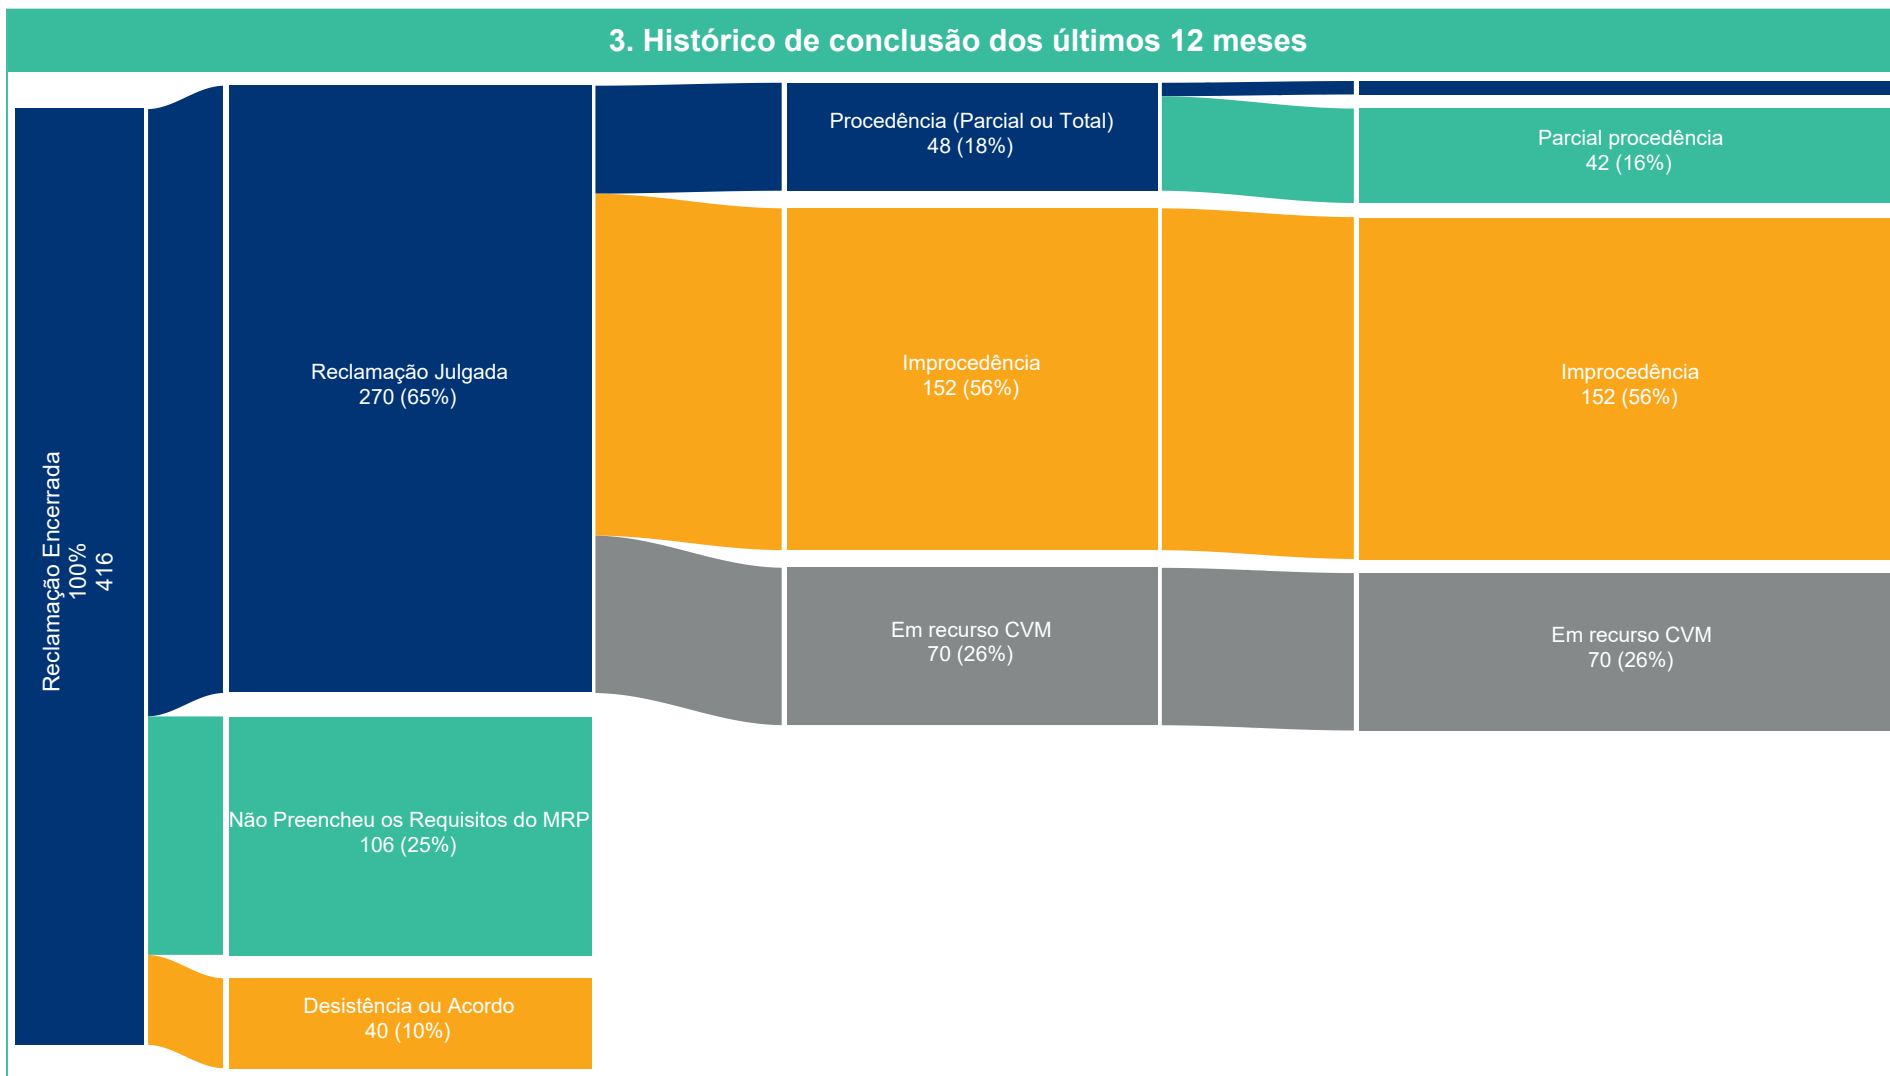 3. Histórico de conclusão dos últimos 12 meses
Reclamação Encerrada
100%
416
Reclamação Julgada
270 (65%)
Não Preencheu os Requisitos do MRP
106 (25%)
Desistência ou Acordo
40 (10%)
Procedência (Parcial ou Total)
48 (18%)
Improcedência
152 (56%)
Em recurso CVM
70 (26%)
Parcial procedência
42 (16%)
Improcedência
152 (56%)
Em recurso CVM
70 (26%)